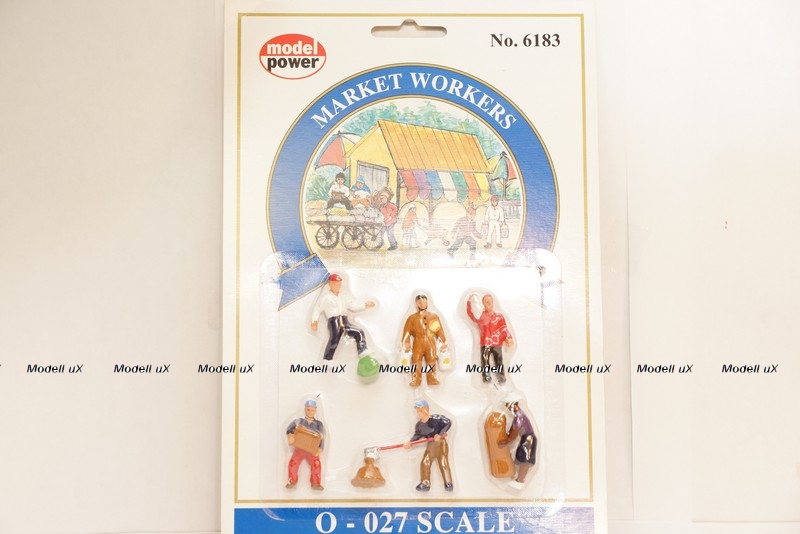 model
power
No. 6183
MARKET WORKERS
Modell uX Modell uX Modell uX Modell uX Modell uX Modell uX Modell uX Modell uX Modell uX
O - 027 SCALE